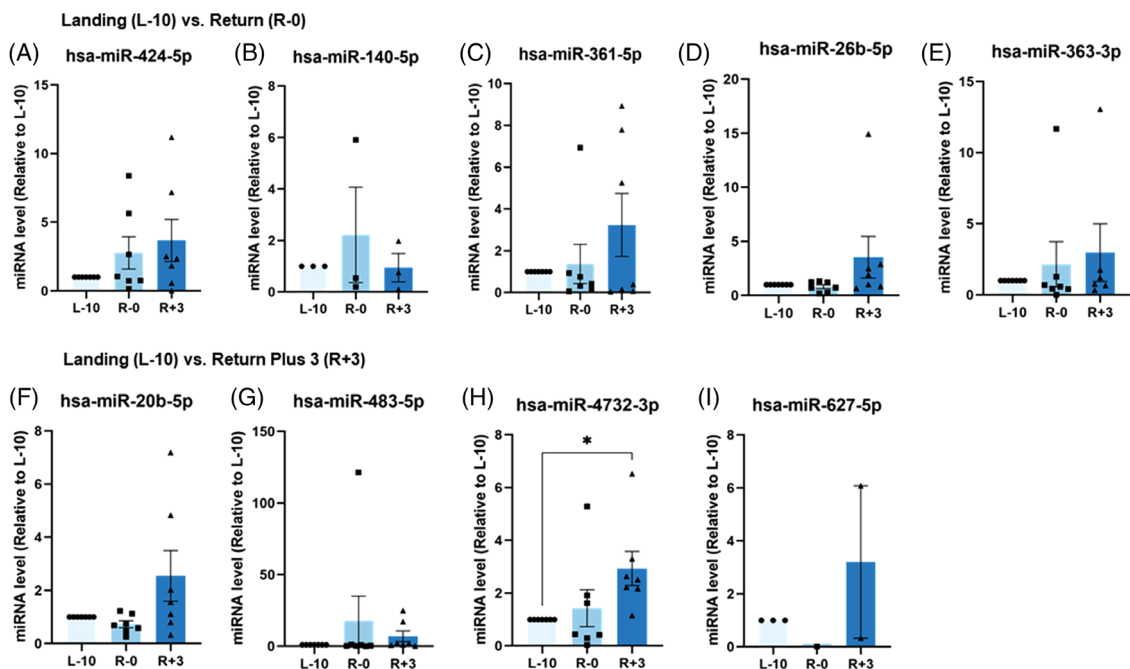 Landing (L-10) vs. Return (R-0)
(A) hsa-miR-424-5p
miRNA level (Relative to L-10)
15
10
5
0
L-10 R-0 R+3
(B) hsa-miR-140-5p
miRNA level (Relative to L-10)
8
6
4
2
0
L-10 R-0 R+3
(C) hsa-miR-361-5p
miRNA level (Relative to L-10)
10
8
6
4
2
0
L-10 R-0 R+3
(D) hsa-miR-26b-5p
miRNA level (Relative to L-10)
20
15
10
5
0
L-10 R-0 R+3
(E) hsa-miR-363-3p
miRNA level (Relative to L-10)
15
10
5
0
L-10 R-0 R+3
Landing (L-10) vs. Return Plus 3 (R+3)
(F) hsa-miR-20b-5p
miRNA level (Relative to L-10)
8
6
4
2
0
L-10 R-0 R+3
(G) hsa-miR-483-5p
miRNA level (Relative to L-10)
150
100
50
0
L-10 R-0 R+3
(H) hsa-miR-4732-3p
miRNA level (Relative to L-10)
8
6
4
2
0
*
L-10 R-0 R+3
(I) hsa-miR-627-5p
miRNA level (Relative to L-10)
8
6
4
2
0
L-10 R-0 R+3